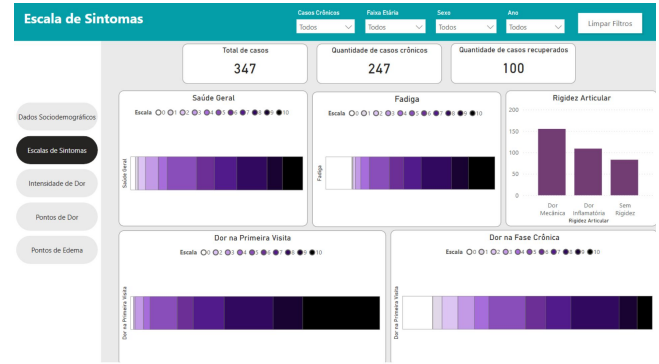 Escala de Sintomas
Casos Crônicos
Todos
Faixa Etária
Todos
Sexo
Todos
Ano
Todos
Limpar Filtros
Total de casos
347
Quantidade de casos crônicos
247
Quantidade de casos recuperados
100
Dados Sociodemográficos
Escalas de Sintomas
Intensidade de Dor
Pontos de Dor
Pontos de Edema
Saúde Geral
Escala 0 1 2 3 4 5 6 7 8 9 10
Saúde Geral
Fadiga
Escala 0 1 2 3 4 5 6 7 8 9 10
Fadiga
Rigidez Articular
200
150
100
50
0
Dor Mecânica
Dor Inflamatória
Sem Rigidez
Rigidez Articular
Dor na Primeira Visita
Escala 0 1 2 3 4 5 6 7 8 9 10
Dor na Primeira Visita
Dor na Fase Crônica
Escala 0 1 2 3 4 5 6 7 8 9 10
Dor na Primeira Visita